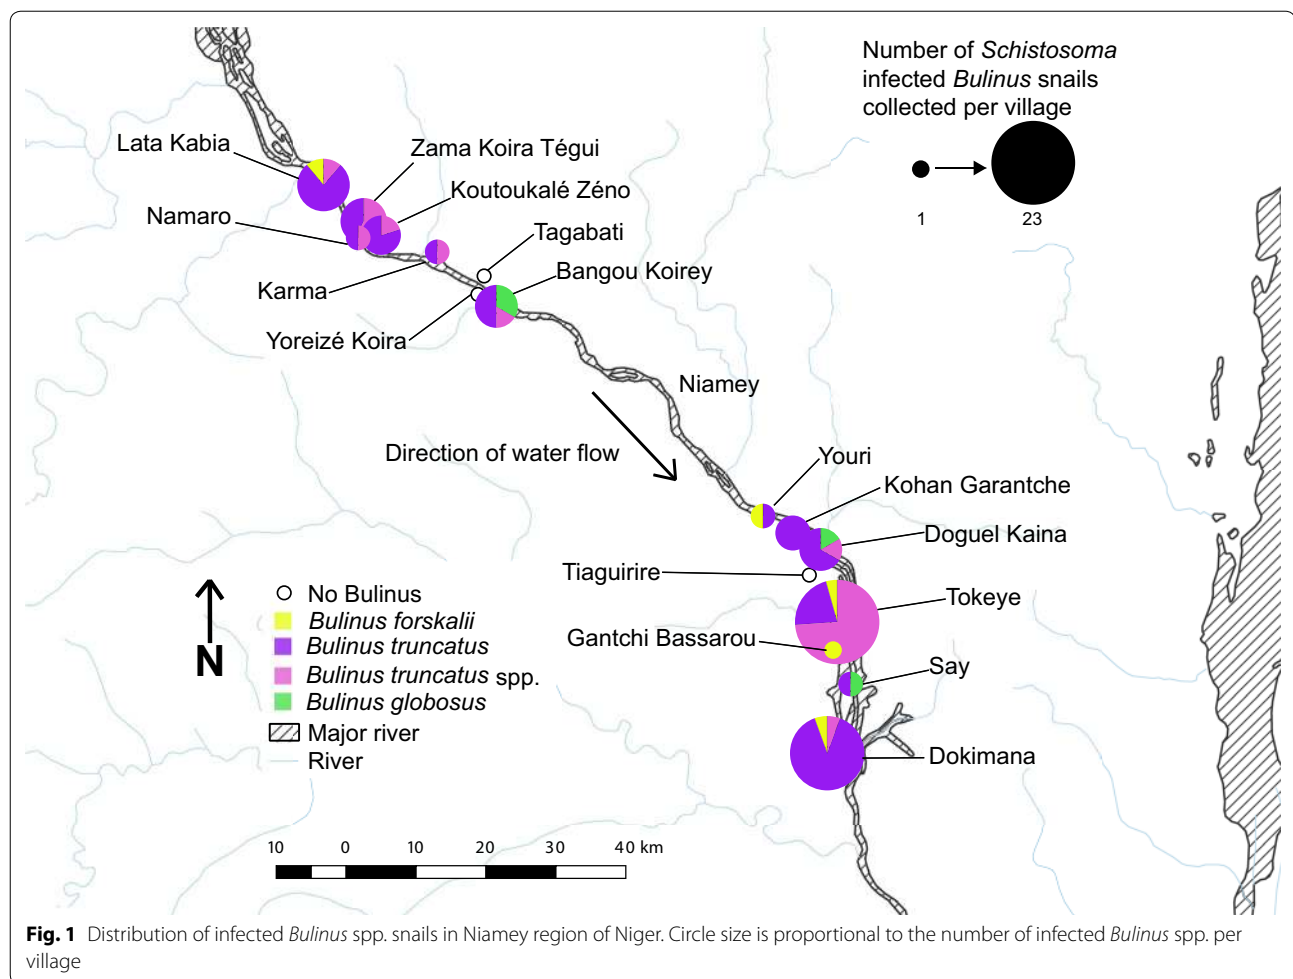 Number of Schistosoma
infected Bulinus snails
collected per village
1
23
Lata Kabia
Zama Koira Tégui
Koutoukalé Zéno
Namaro
Tagabati
Bangou Koirey
Karma
Yoreizé Koira
Niamey
Direction of water flow
Youri
Kohan Garantche
Doguel Kaina
Tiaguirire
Tokeye
Gantchi Bassarou
Say
Dokimana
N
No Bulinus
Bulinus forskalii
Bulinus truncatus
Bulinus truncatus spp.
Bulinus globosus
Major river
River
10 0 10 20 30 40 km
Fig. 1 Distribution of infected Bulinus spp. snails in Niamey region of Niger. Circle size is proportional to the number of infected Bulinus spp. per
village